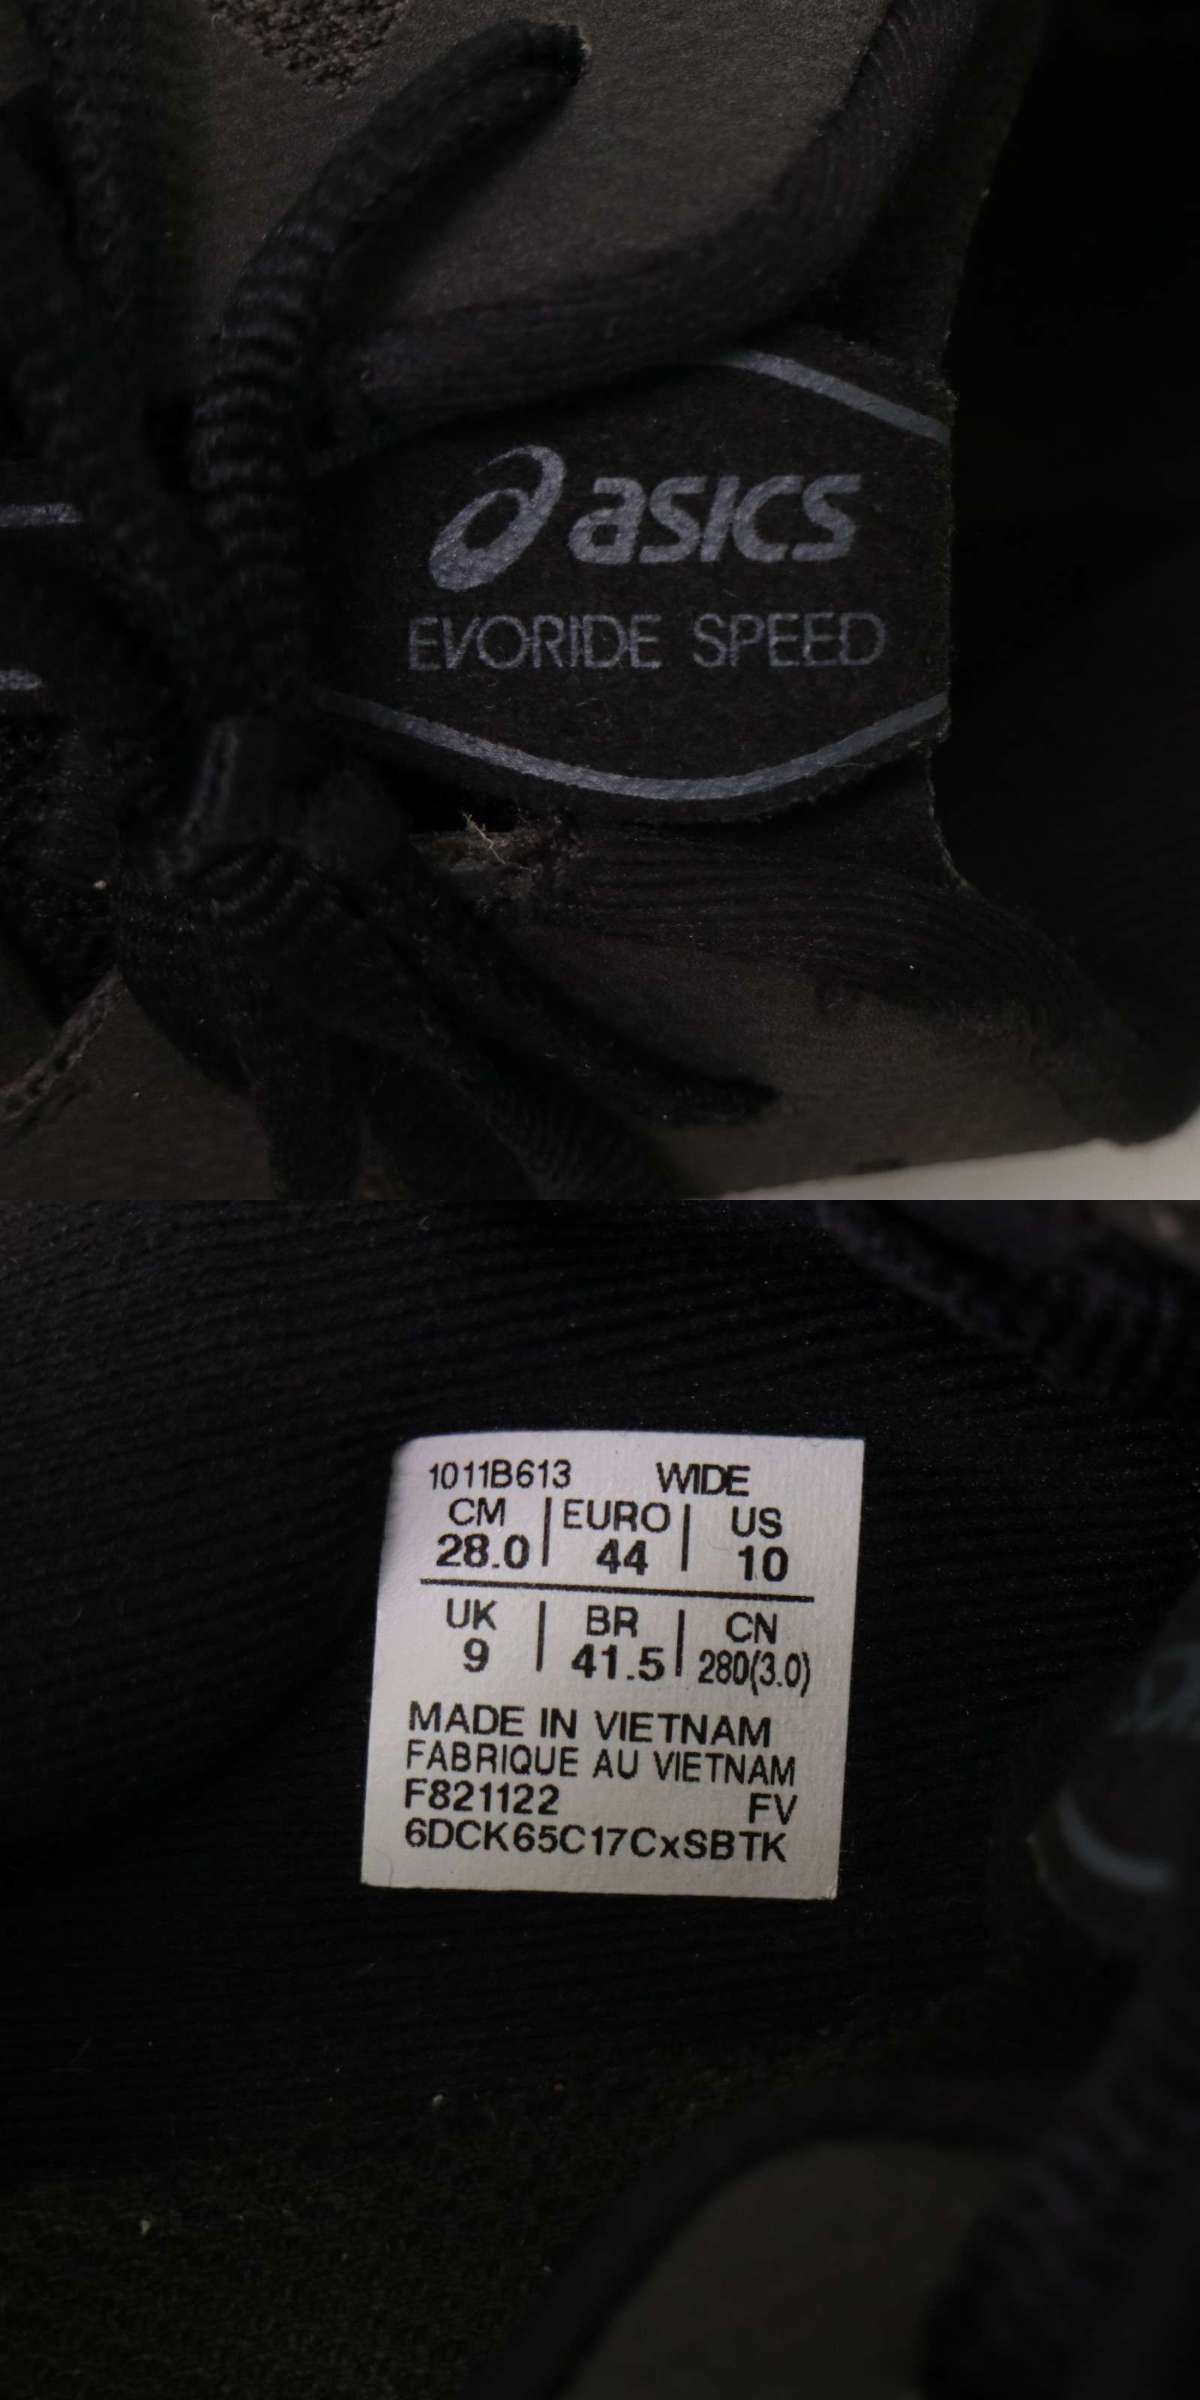 asics
EVORIDE SPEED
1011B613 WIDE
CM | EURO | US
28.0 | 44 | 10
UK | BR | CN
9 | 41.5 | 280(3.0)
MADE IN VIETNAM
FABRIQUE AU VIETNAM
F821122 FV
6DCK65C17CxSBTK